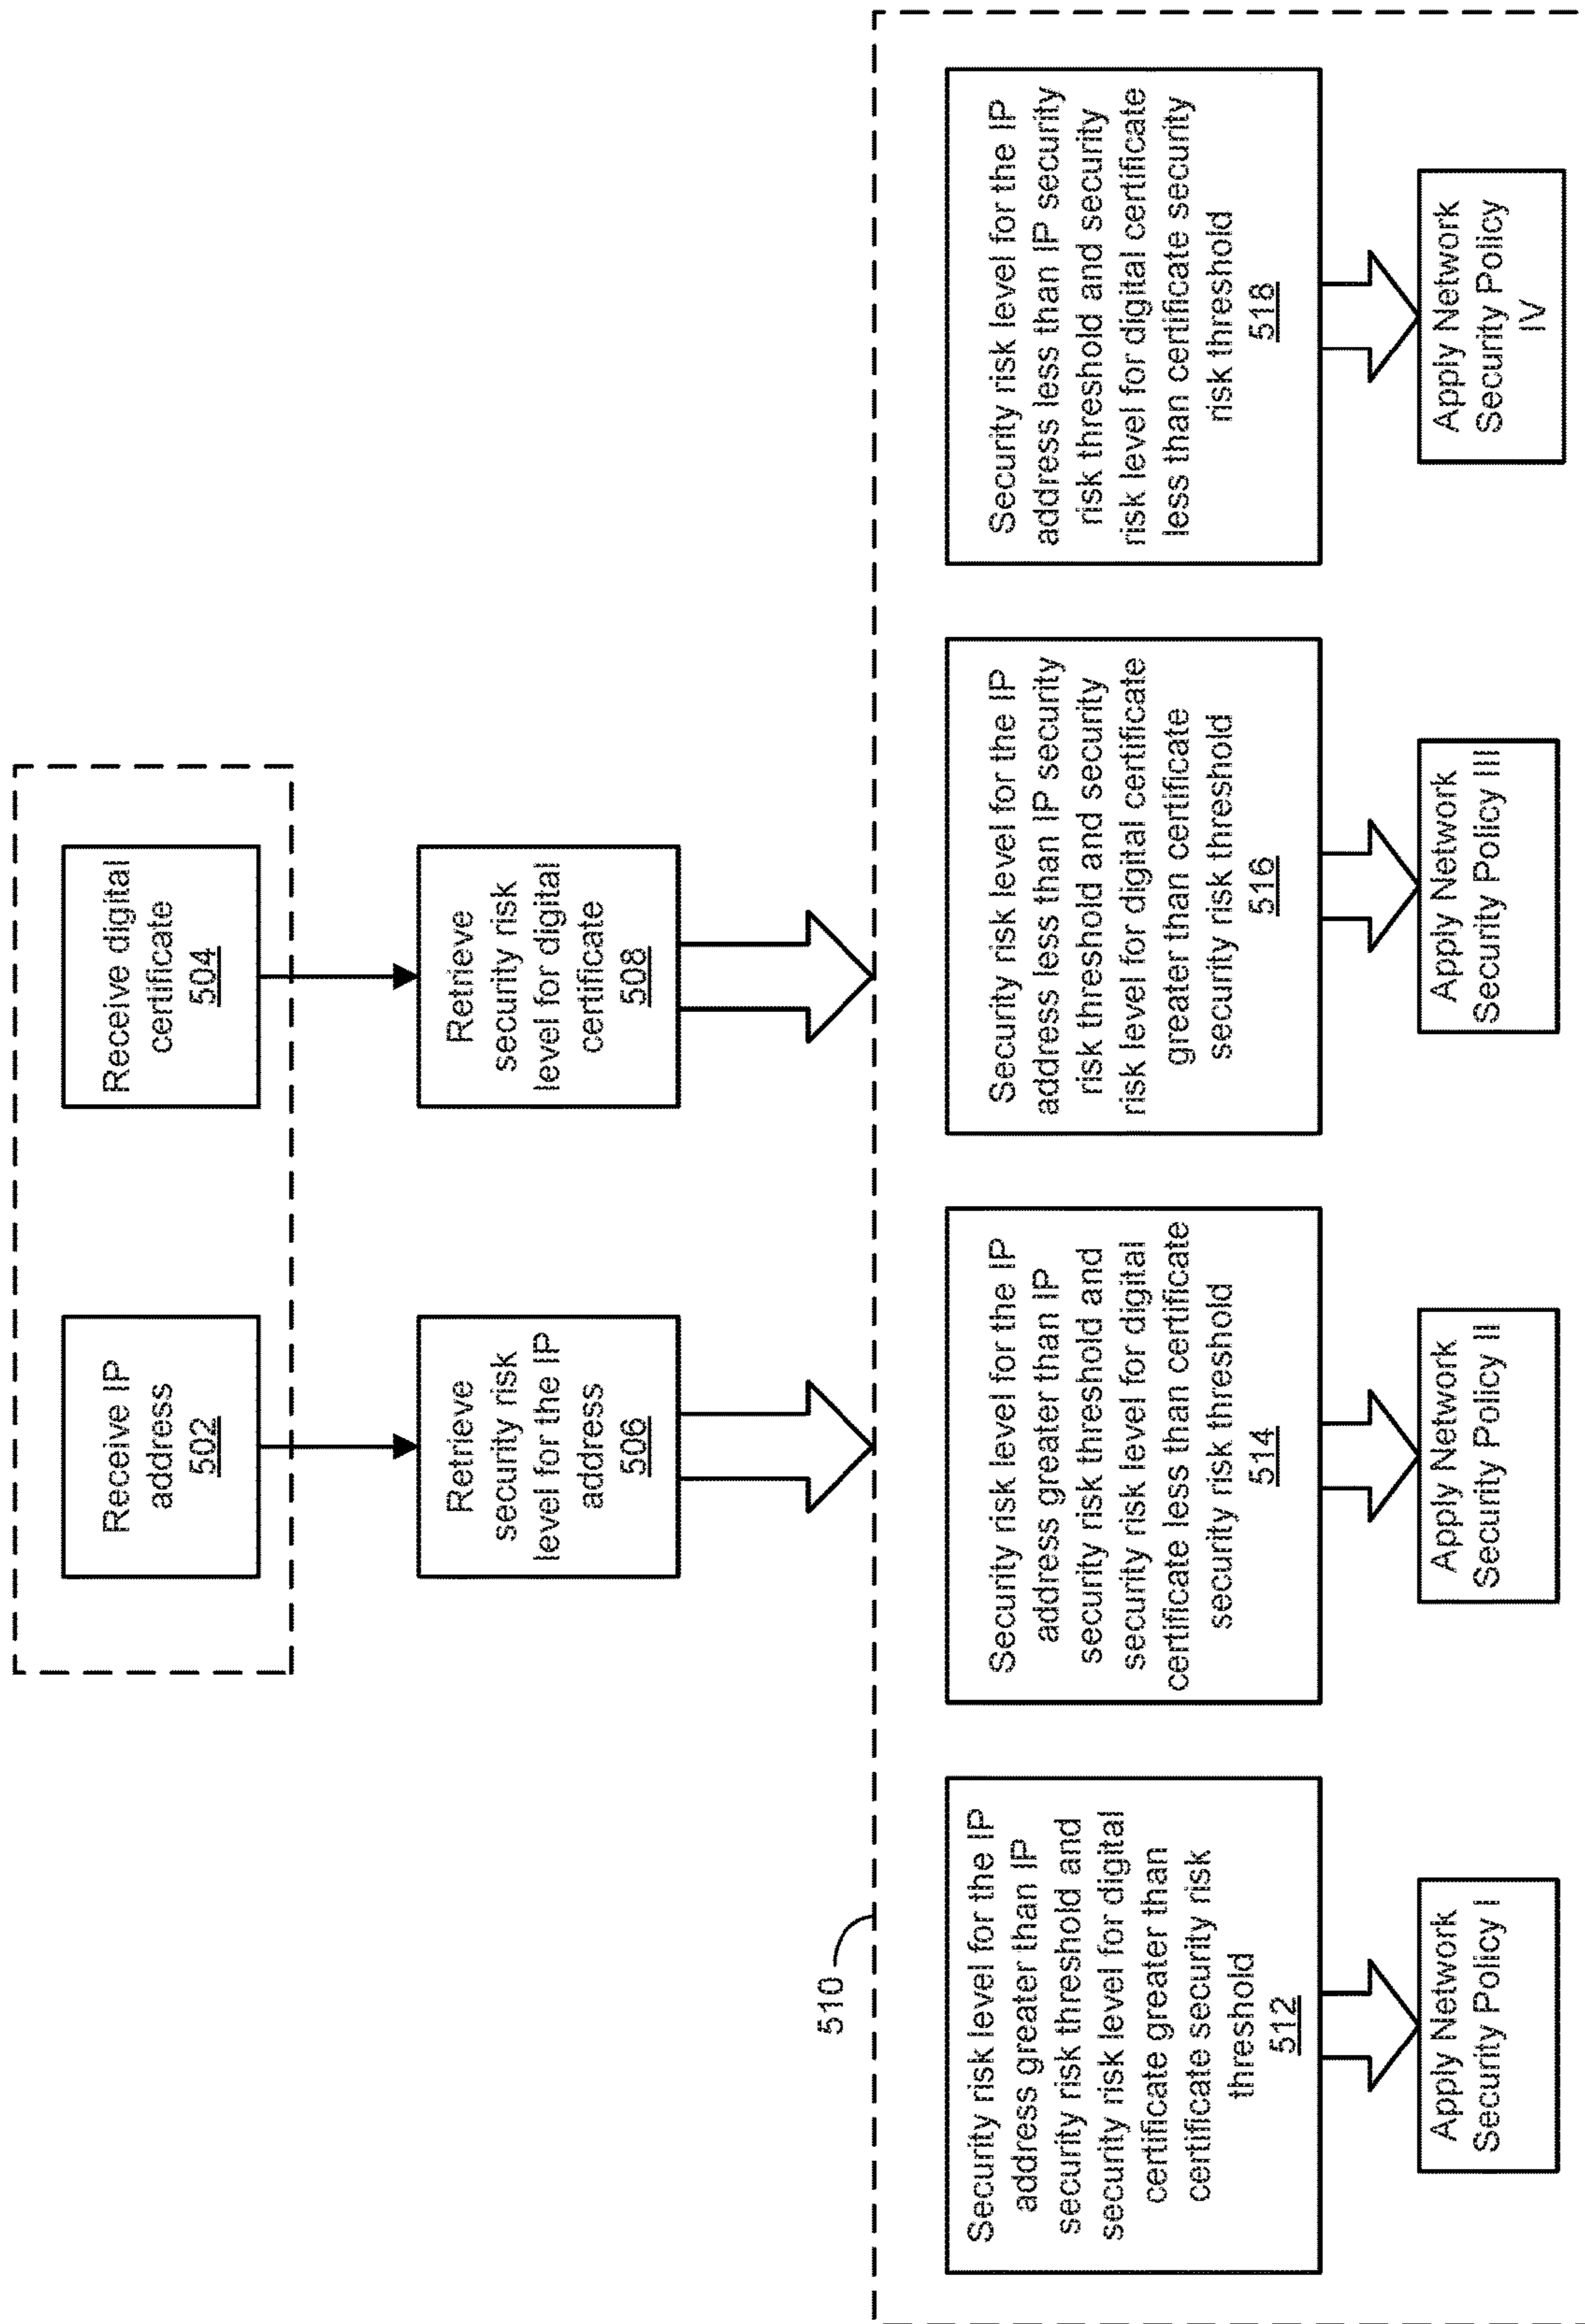 Receive IP
address
502
Receive digital
certificate
504
Retrieve
security risk
level for the IP
address
506
Retrieve
security risk
level for digital
certificate
508
510
Security risk level for the IP
address greater than IP
security risk threshold and
security risk level for digital
certificate greater than
certificate security risk
threshold
512
Security risk level for the IP
address greater than IP
security risk threshold and
security risk level for digital
certificate less than certificate
security risk threshold
514
Security risk level for the IP
address less than IP security
risk threshold and security
risk level for digital certificate
greater than certificate
security risk threshold
516
Security risk level for the IP
address less than IP security
risk threshold and security
risk level for digital certificate
less than certificate security
risk threshold
518
Apply Network
Security Policy I
Apply Network
Security Policy II
Apply Network
Security Policy III
Apply Network
Security Policy
IV